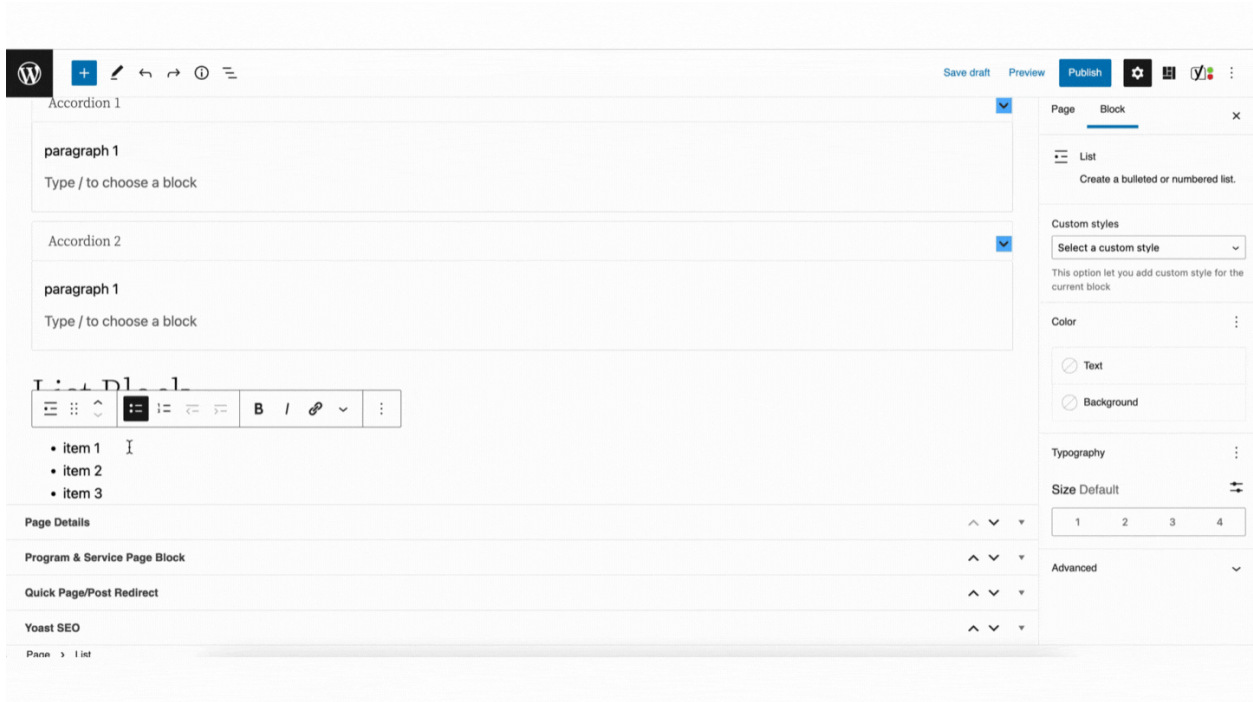 Save draft Preview Publish
Accordion 1
paragraph 1
Type / to choose a block
Accordion 2
paragraph 1
Type / to choose a block
List Block
B I
item 1
item 2
item 3
Page Details
Program & Service Page Block
Quick Page/Post Redirect
Yoast SEO
Page › List
Page Block
List
Create a bulleted or numbered list.
Custom styles
Select a custom style
This option let you add custom style for the
current block
Color
Text
Background
Typography
Size Default
1 2 3 4
Advanced